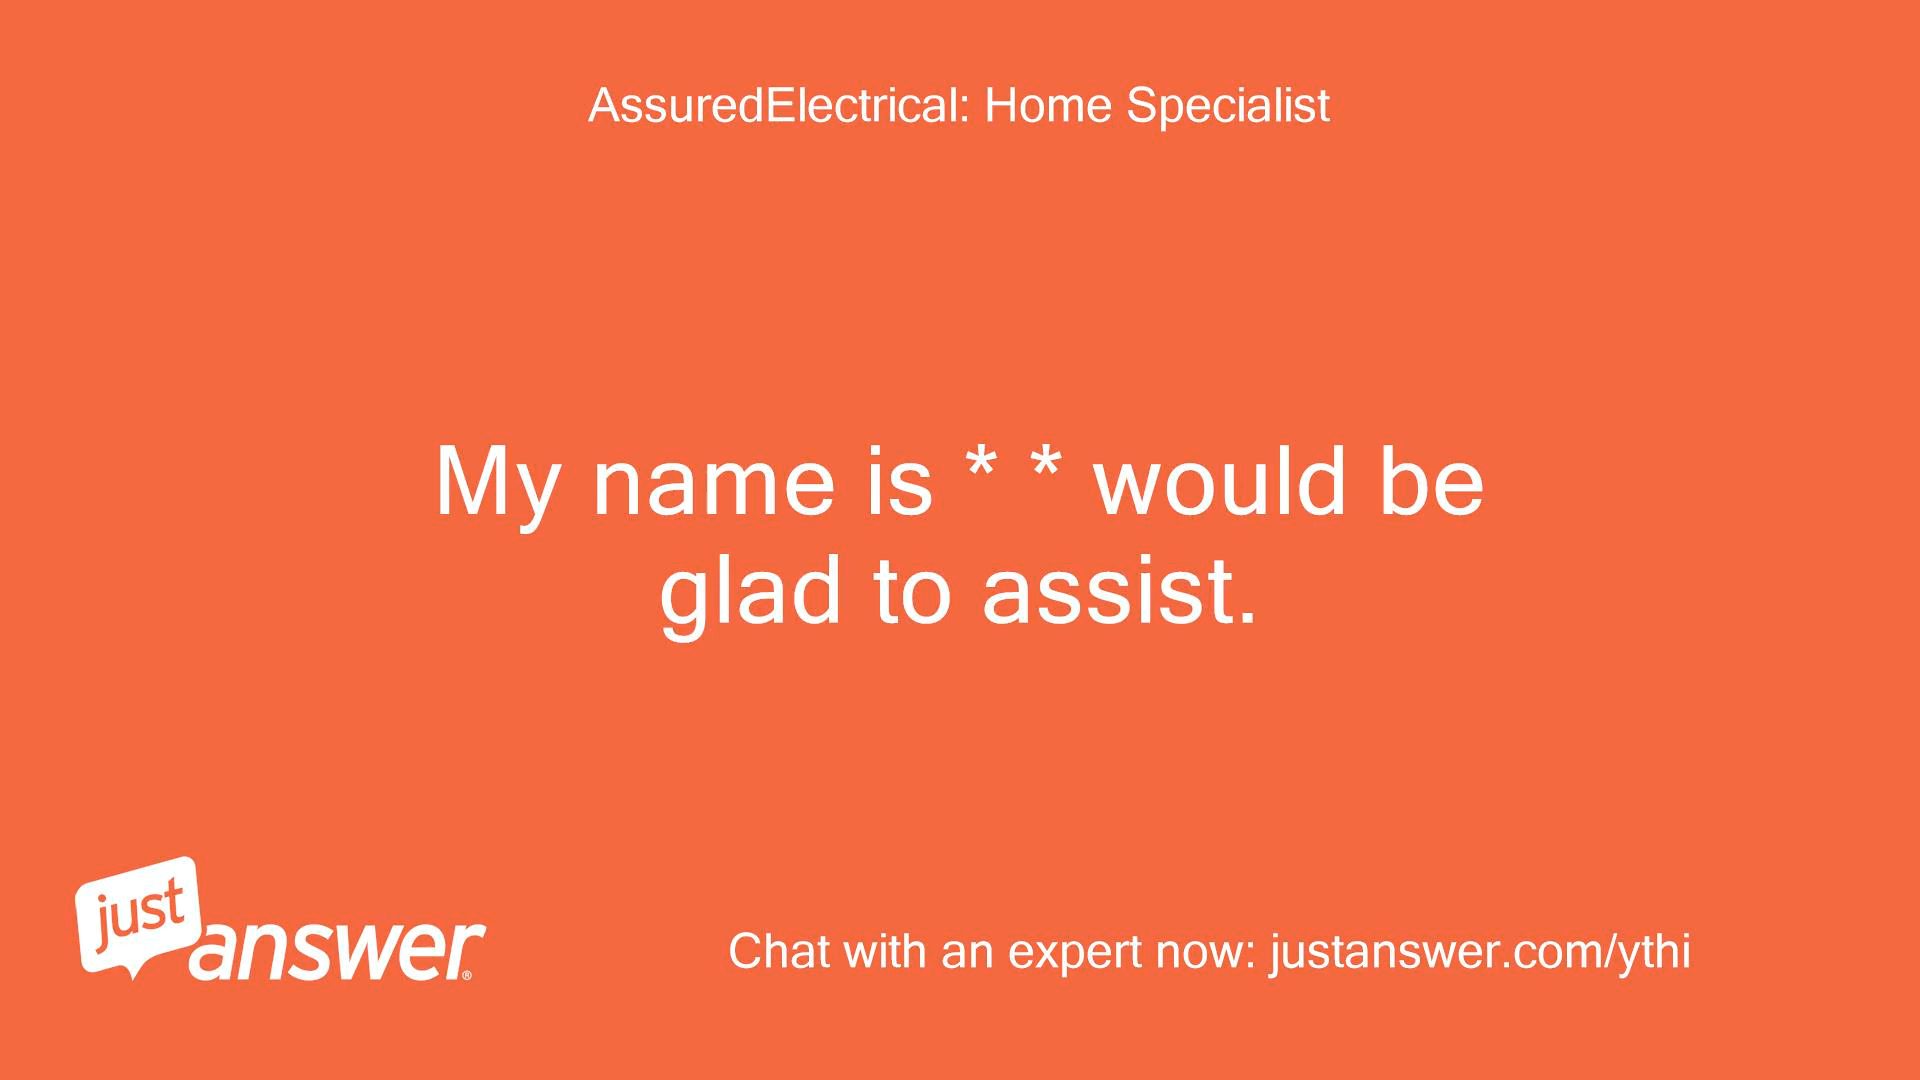 AssuredElectrical: Home Specialist
My name is * * would be
glad to assist.
just
answer®
Chat with an expert now: justanswer.com/ythi